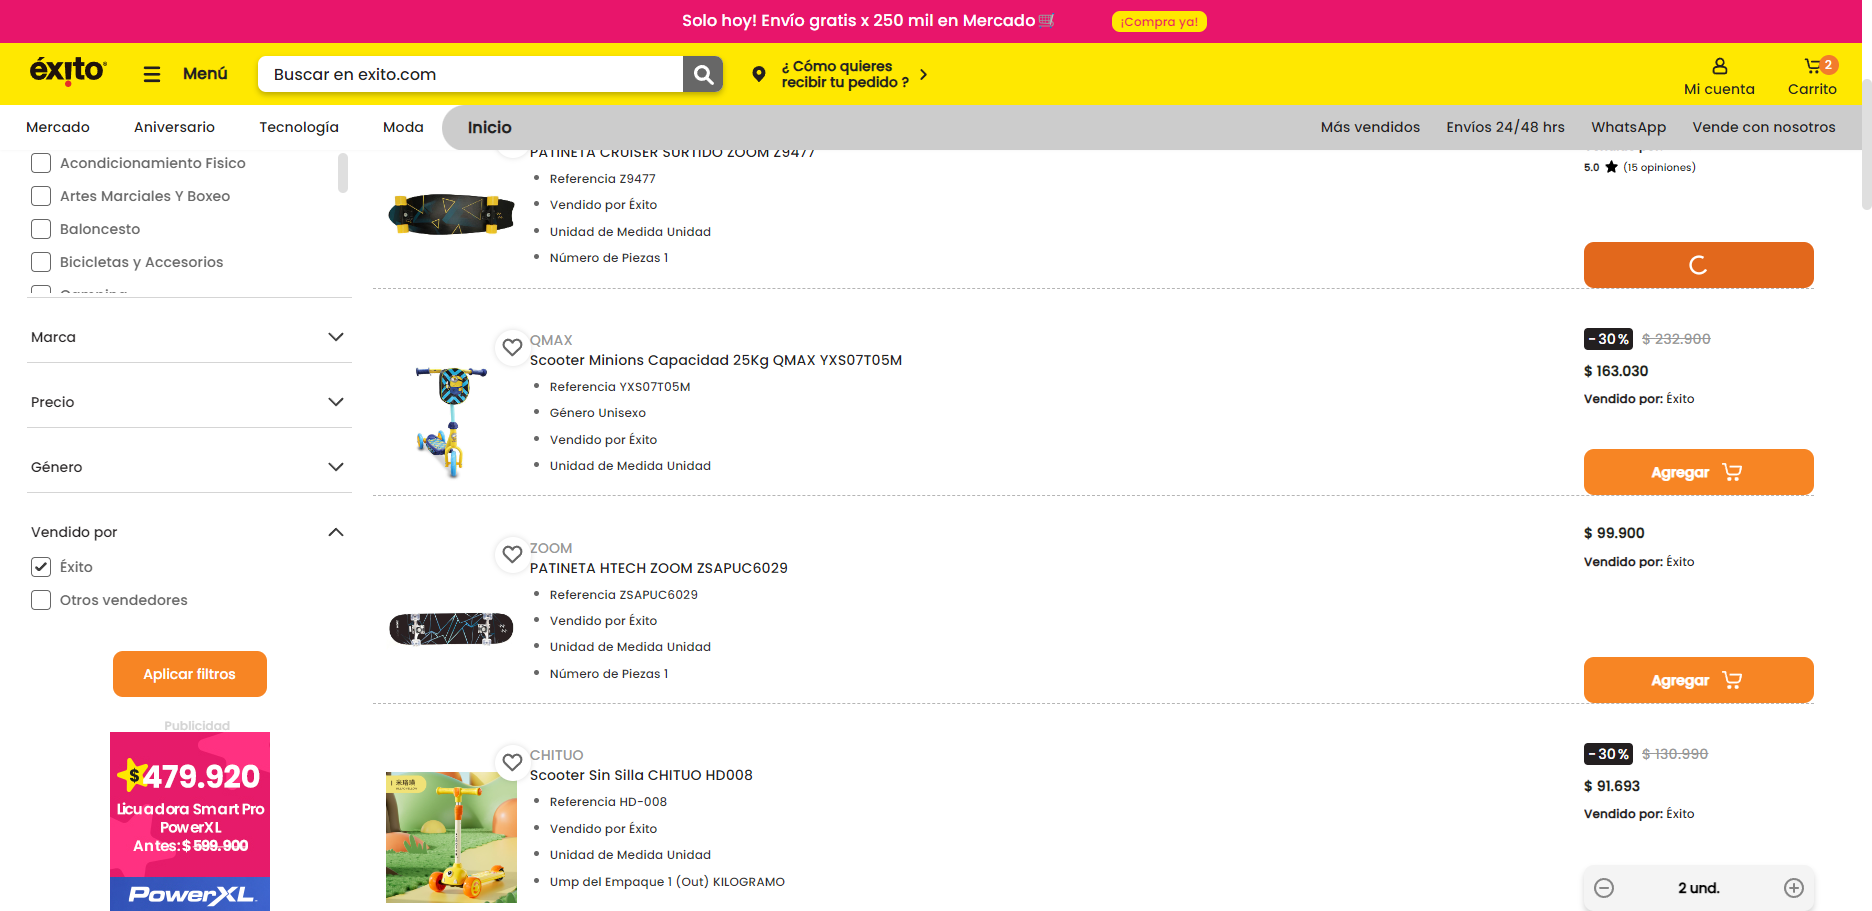 Solo hoy! Envío gratis x 250 mil en Mercado
¡Compra ya!
éxito
Menú
Buscar en exito.com
¿ Cómo quieres
recibir tu pedido ?
Mi cuenta
2
Carrito
Mercado
Aniversario
Tecnología
Moda
Inicio
Más vendidos
Envíos 24/48 hrs
WhatsApp
Vende con nosotros
Acondicionamiento Fisico
Artes Marciales Y Boxeo
Baloncesto
Bicicletas y Accesorios
Camping
Marca
Precio
Género
Vendido por
Éxito
Otros vendedores
Aplicar filtros
Publicidad
$479.920
Licuadora Smart Pro
PowerXL
Antes: $ 599.900
PowerXL
PATINETA CRUISER SURTIDO ZOOM Z9477
Referencia Z9477
Vendido por Éxito
Unidad de Medida Unidad
Número de Piezas 1
5.0 ★ (15 opiniones)
QMAX
Scooter Minions Capacidad 25Kg QMAX YXS07T05M
Referencia YXS07T05M
Género Unisexo
Vendido por Éxito
Unidad de Medida Unidad
-30% $ 232.900
$ 163.030
Vendido por: Éxito
Agregar
ZOOM
PATINETA HTECH ZOOM ZSAPUC6029
Referencia ZSAPUC6029
Vendido por Éxito
Unidad de Medida Unidad
Número de Piezas 1
$ 99.900
Vendido por: Éxito
Agregar
CHITUO
Scooter Sin Silla CHITUO HD008
Referencia HD-008
Vendido por Éxito
Unidad de Medida Unidad
Ump del Empaque 1 (Out) KILOGRAMO
-30% $ 130.990
$ 91.693
Vendido por: Éxito
2 und.